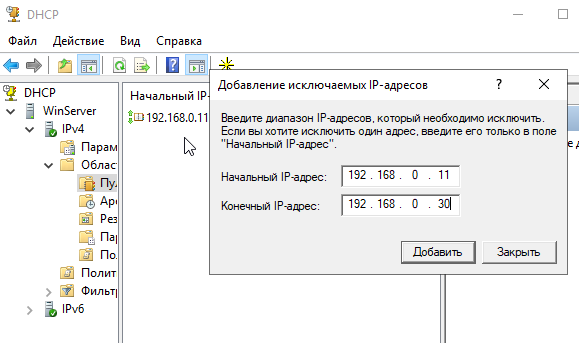 DHCP
Файл Действие Вид Справка
DHCP
WinServer
IPv4
Парам
Област
Пул
Аре
Рез
Пар
По
Полит
Фильтр
IPv6
Начальный IP-
192.168.0.11
Добавление исключаемых IP-адресов
Введите диапазон IP-адресов, который необходимо исключить.
Если вы хотите исключить один адрес, введите его только в поле
"Начальный IP-адрес".
Начальный IP-адрес: 192 . 168 . 0 . 11
Конечный IP-адрес: 192 . 168 . 0 . 30
Добавить Закрыть